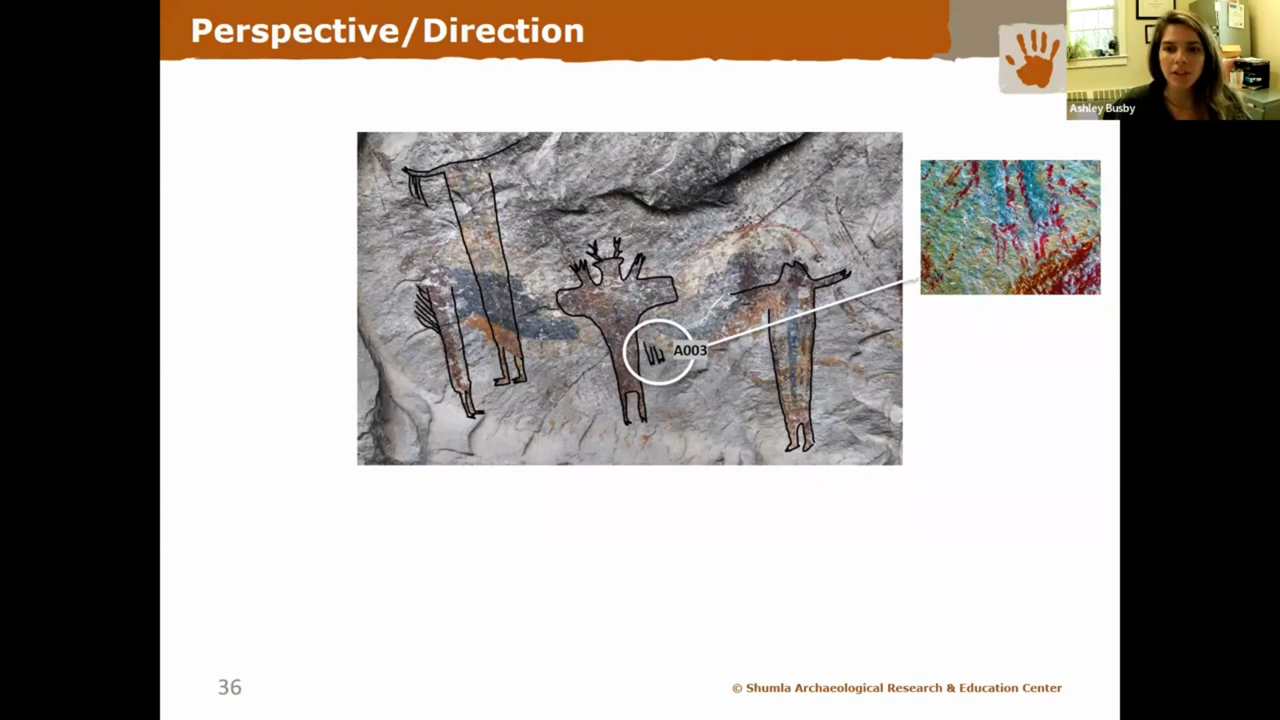 Perspective/Direction
Ashley Busby
A003
36
© Shumla Archaeological Research & Education Center